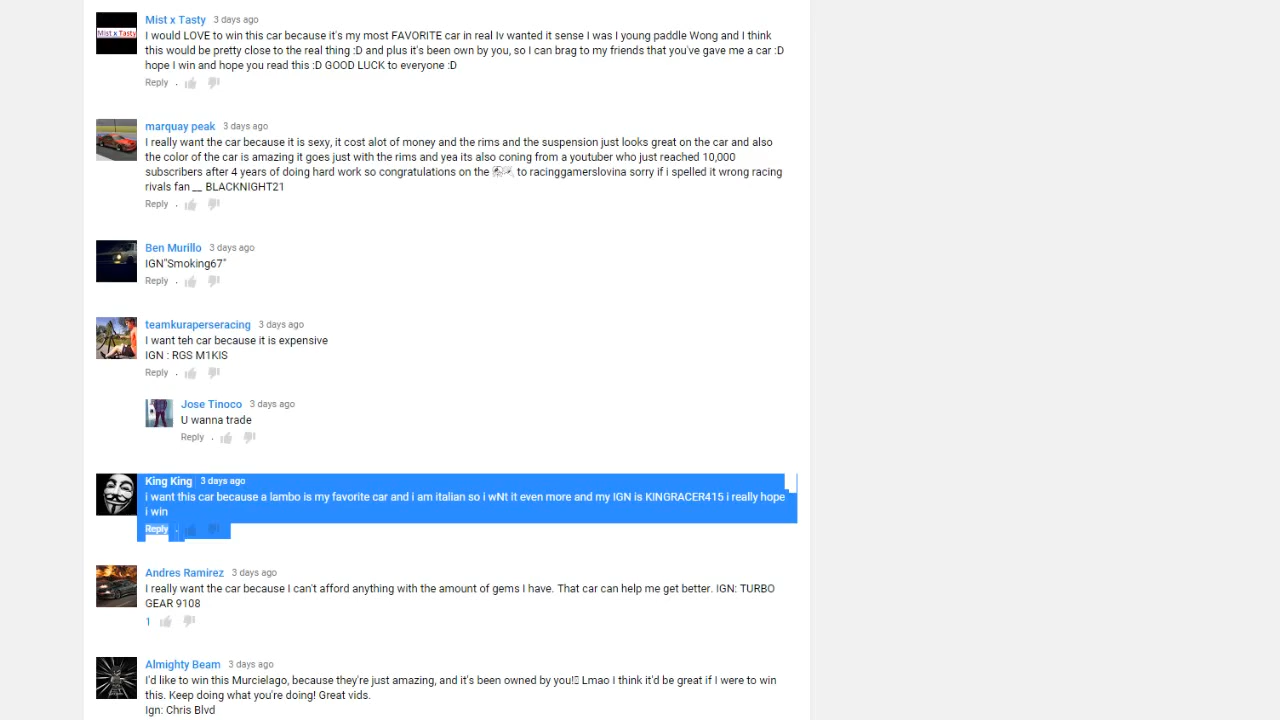 Mist x Tasty
Mist x Tasty 3 days ago
I would LOVE to win this car because it's my most FAVORITE car in real Iv wanted it sense I was I young paddle Wong and I think
this would be pretty close to the real thing :D and plus it's been own by you, so I can brag to my friends that you've gave me a car :D
hope I win and hope you read this :D GOOD LUCK to everyone :D
Reply .
marquay peak 3 days ago
I really want the car because it is sexy, it cost alot of money and the rims and the suspension just looks great on the car and also
the color of the car is amazing it goes just with the rims and yea its also coning from a youtuber who just reached 10,000
subscribers after 4 years of doing hard work so congratulations on the to racinggamerslovina sorry if i spelled it wrong racing
rivals fan __ BLACKNIGHT21
Reply .
Ben Murillo 3 days ago
IGN"Smoking67"
Reply .
teamkuraperseracing 3 days ago
I want teh car because it is expensive
IGN : RGS M1KIS
Reply .
Jose Tinoco 3 days ago
U wanna trade
Reply .
King King 3 days ago
i want this car because a lambo is my favorite car and i am italian so i wNt it even more and my IGN is KINGRACER415 i really hope
i win
Reply .
Andres Ramirez 3 days ago
I really want the car because I can't afford anything with the amount of gems I have. That car can help me get better. IGN: TURBO
GEAR 9108
1
Almighty Beam 3 days ago
I'd like to win this Murcielago, because they're just amazing, and it's been owned by you! Lmao I think it'd be great if I were to win
this. Keep doing what you're doing! Great vids.
Ign: Chris Blvd